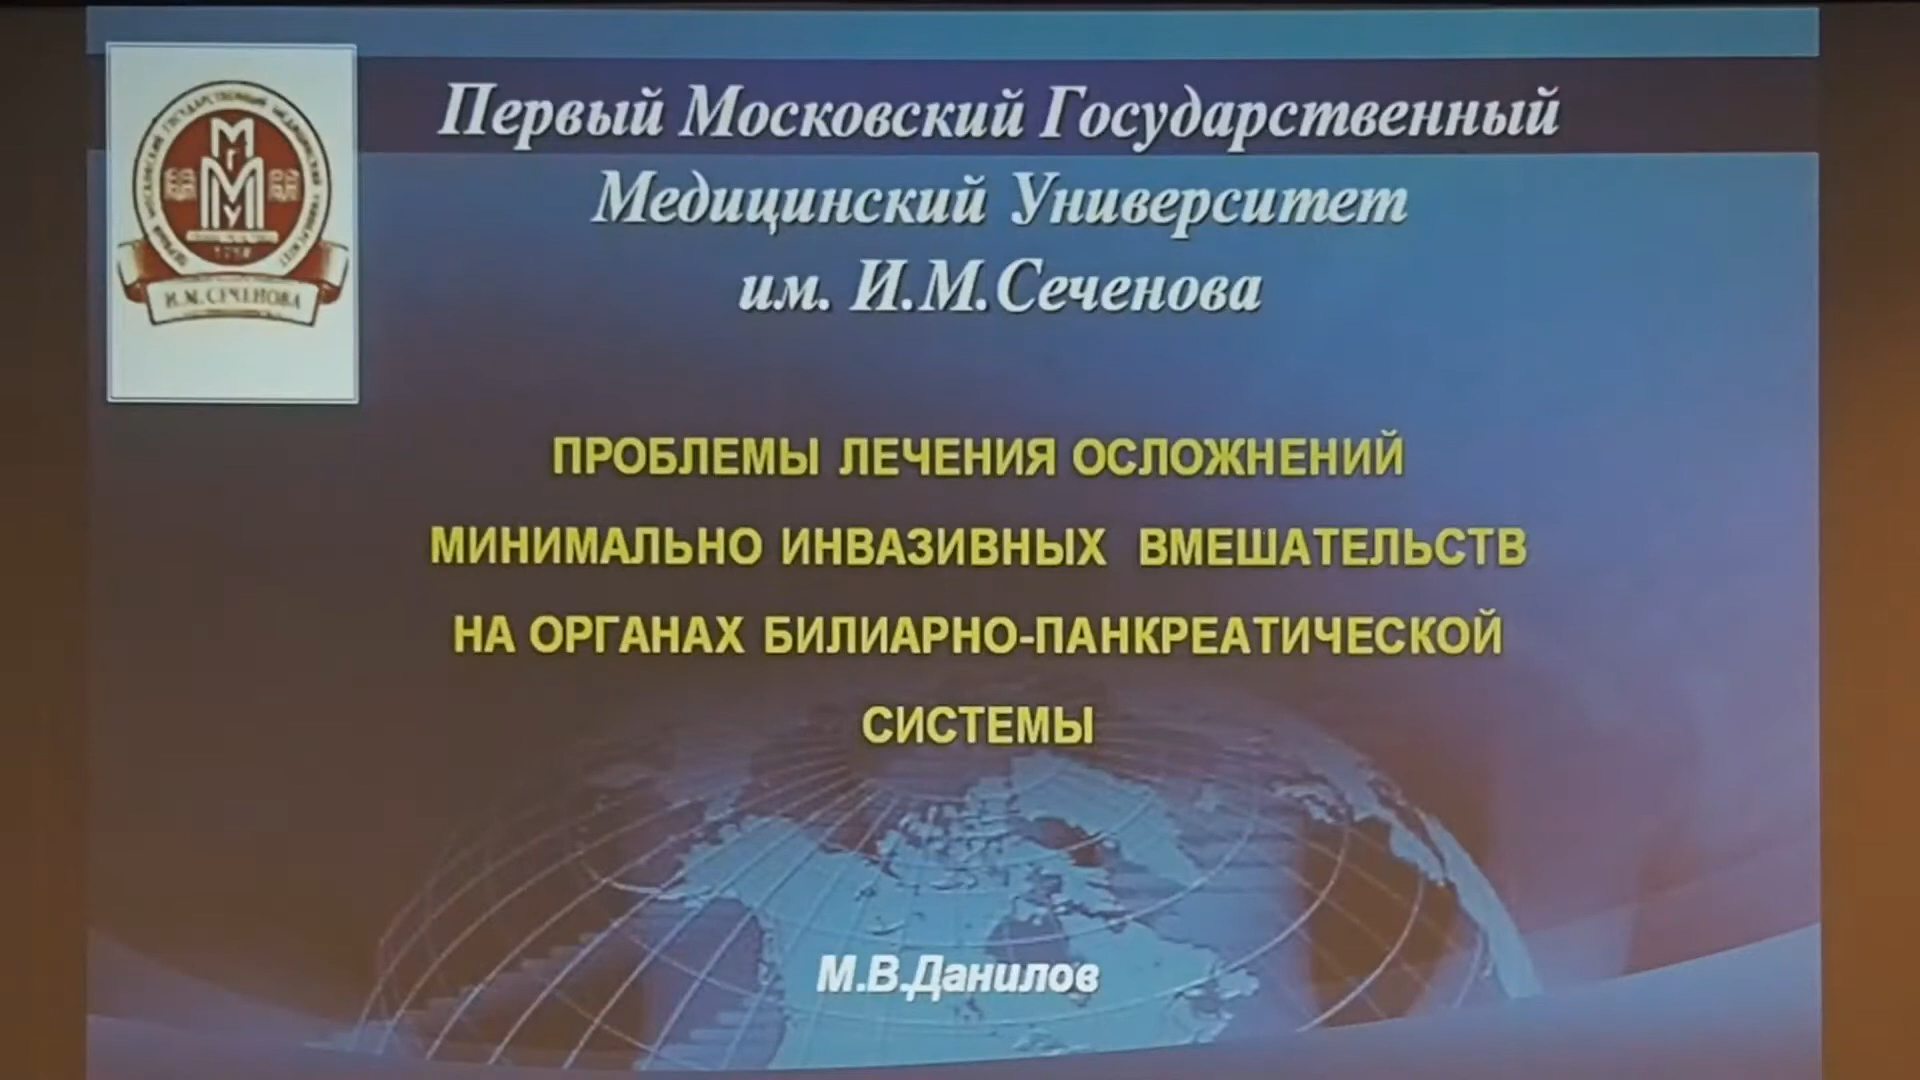 Первый Московский Государственный
Медицинский Университет
им. И.М.Сеченова
И.М.СЕЧЕНОВА
ПРОБЛЕМЫ ЛЕЧЕНИЯ ОСЛОЖНЕНИЙ
МИНИМАЛЬНО ИНВАЗИВНЫХ ВМЕШАТЕЛЬСТВ
НА ОРГАНАХ БИЛИАРНО-ПАНКРЕАТИЧЕСКОЙ
СИСТЕМЫ
М.В.Данилов